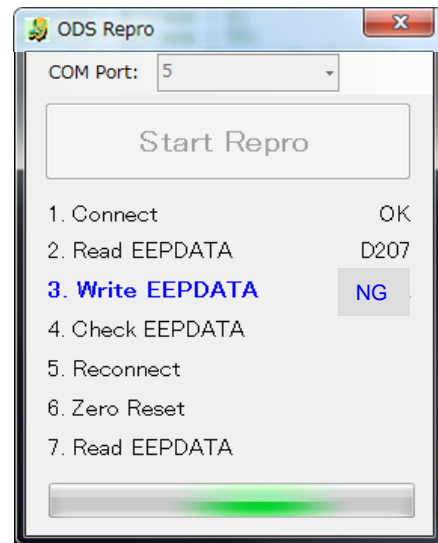 ODS Repro
COM Port: 5
Start Repro
1. Connect OK
2. Read EEPDATA D207
3. Write EEPDATA NG
4. Check EEPDATA
5. Reconnect
6. Zero Reset
7. Read EEPDATA